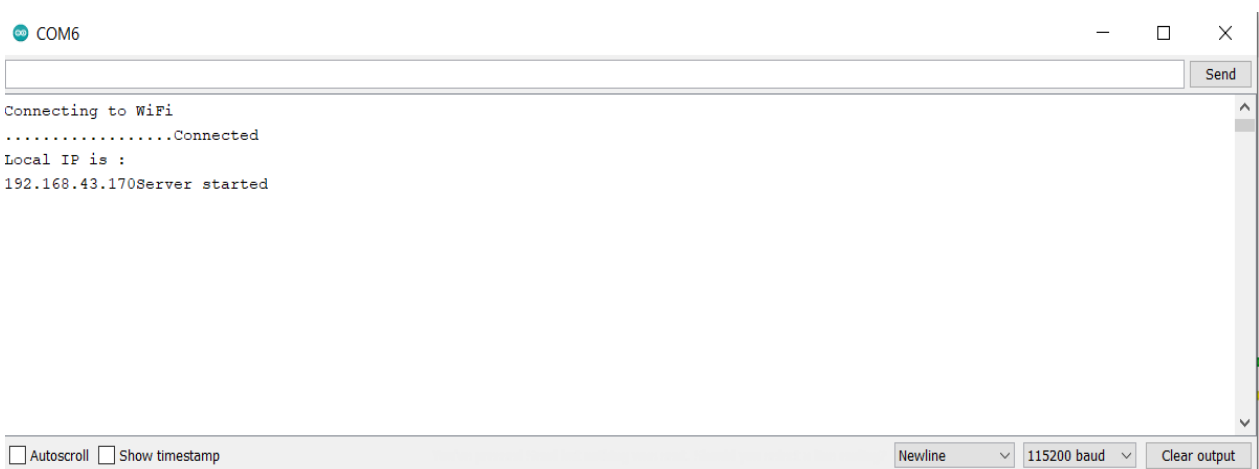 COM6
Send
Connecting to WiFi
..................Connected
Local IP is :
192.168.43.170Server started
Autoscroll Show timestamp Newline 115200 baud Clear output